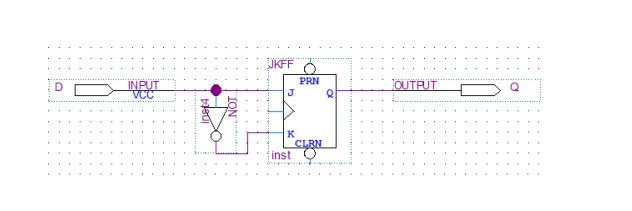 JKFF
D INPUT VCC
PRN
J Q
OUTPUT Q
inst4 NOT
K
CLRN
inst